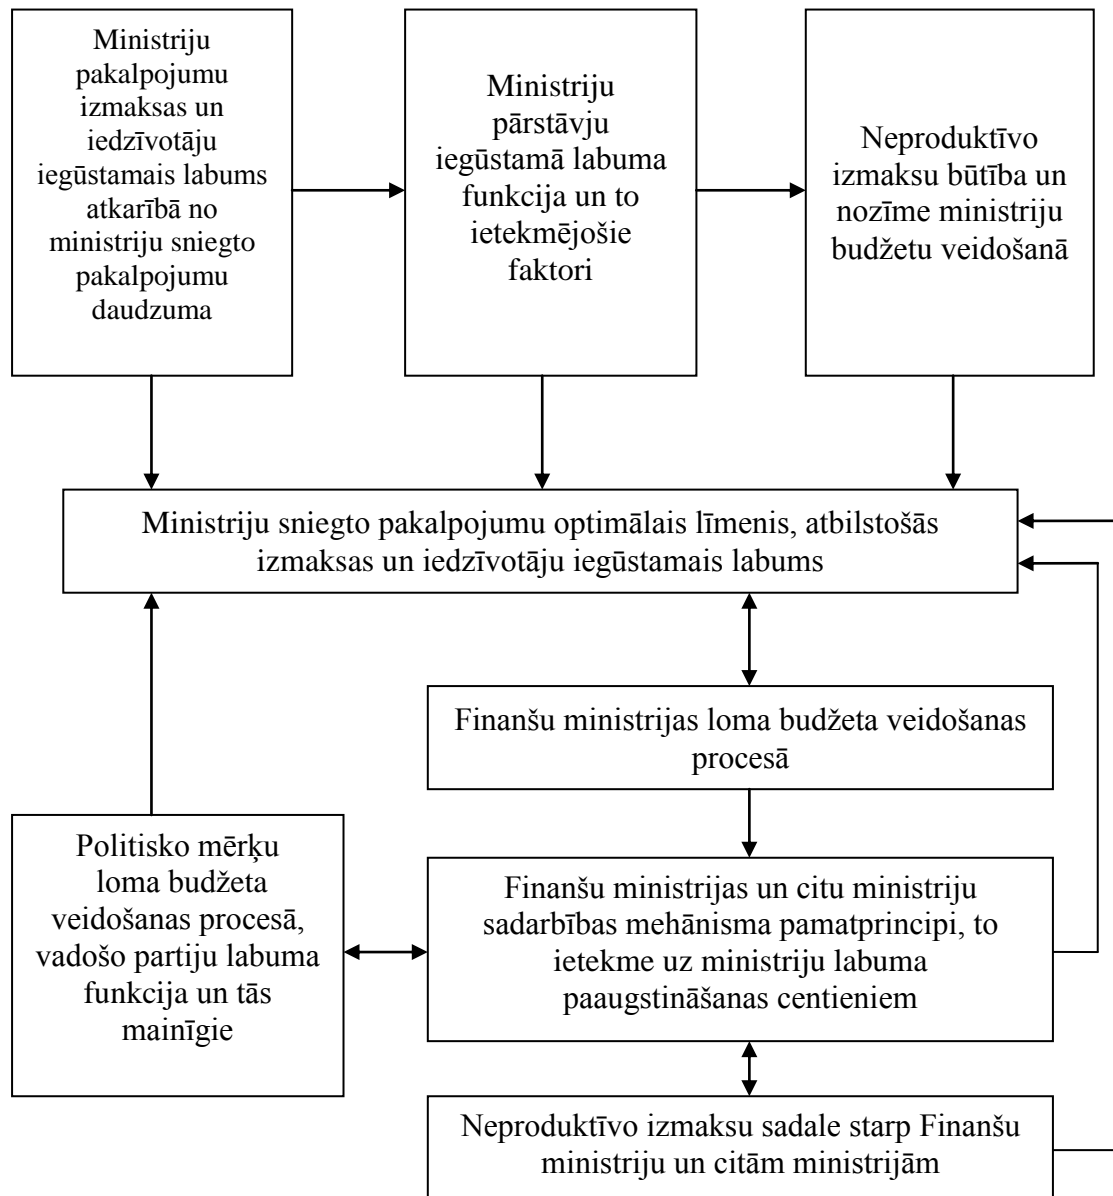 Ministriju
pakalpojumu
izmaksas un
iedzīvotāju
iegūstamais labums
atkarībā no
ministriju sniegto
pakalpojumu
daudzuma
Ministriju
pārstāvju
iegūstamā labuma
funkcija un to
ietekmējošie
faktori
Neproduktīvo
izmaksu būtība un
nozīme ministriju
budžetu veidošanā
Ministriju sniegto pakalpojumu optimālais līmenis, atbilstošās
izmaksas un iedzīvotāju iegūstamais labums
Finanšu ministrijas loma budžeta veidošanas
procesā
Politisko mērķu
loma budžeta
veidošanas procesā,
vadošo partiju labuma
funkcija un tās
mainīgie
Finanšu ministrijas un citu ministriju
sadarbības mehānisma pamatprincipi, to
ietekme uz ministriju labuma
paaugstināšanas centieniem
Neproduktīvo izmaksu sadale starp Finanšu
ministriju un citām ministrijām